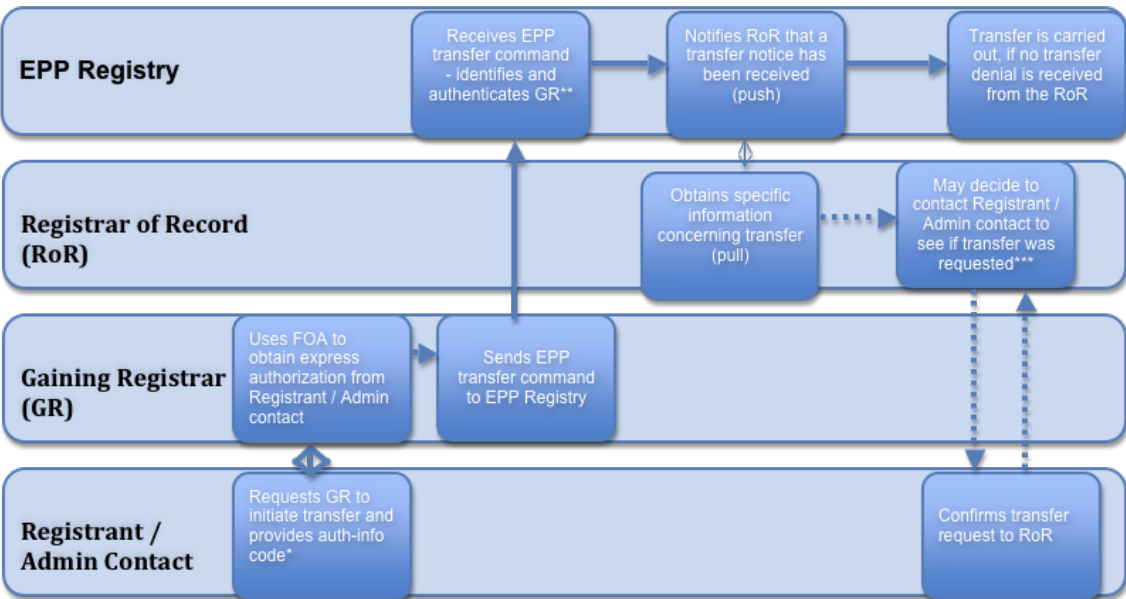 EPP Registry
Receives EPP
transfer command
- identifies and
authenticates GR**
Notifies RoR that a
transfer notice has
been received
(push)
Transfer is carried
out, if no transfer
denial is received
from the RoR
Registrar of Record
(RoR)
Obtains specific
information
concerning transfer
(pull)
May decide to
contact Registrant /
Admin contact to
see if transfer was
requested***
Gaining Registrar
(GR)
Uses FOA to
obtain express
authorization from
Registrant / Admin
contact
Sends EPP
transfer command
to EPP Registry
Registrant /
Admin Contact
Requests GR to
initiate transfer and
provides auth-info
code*
Confirms transfer
request to RoR